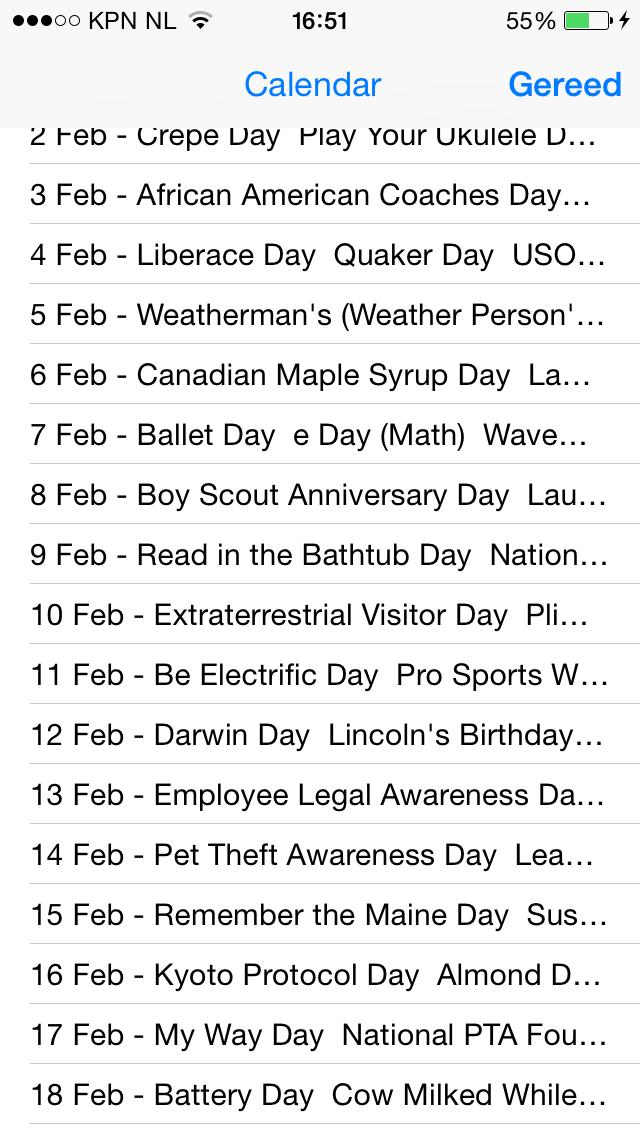 KPN NL 16:51 55%
Calendar Gereed
2 Feb - Crepe Day  Play Your Ukulele D...
3 Feb - African American Coaches Day...
4 Feb - Liberace Day  Quaker Day  USO...
5 Feb - Weatherman's (Weather Person'...
6 Feb - Canadian Maple Syrup Day  La...
7 Feb - Ballet Day  e Day (Math)  Wave...
8 Feb - Boy Scout Anniversary Day  Lau...
9 Feb - Read in the Bathtub Day  Nation...
10 Feb - Extraterrestrial Visitor Day  Pli...
11 Feb - Be Electrific Day  Pro Sports W...
12 Feb - Darwin Day  Lincoln's Birthday...
13 Feb - Employee Legal Awareness Da...
14 Feb - Pet Theft Awareness Day  Lea...
15 Feb - Remember the Maine Day  Sus...
16 Feb - Kyoto Protocol Day  Almond D...
17 Feb - My Way Day  National PTA Fou...
18 Feb - Battery Day  Cow Milked While...